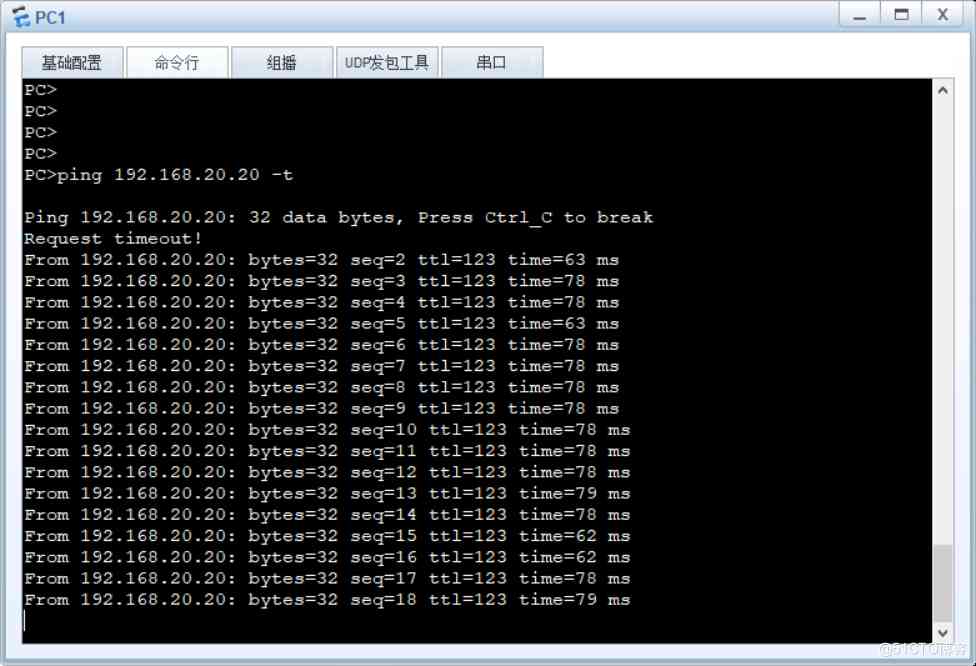 PC1
基础配置 命令行 组播 UDP发包工具 串口
PC>
PC>
PC>
PC>
PC>ping 192.168.20.20 -t
Ping 192.168.20.20: 32 data bytes, Press Ctrl_C to break
Request timeout!
From 192.168.20.20: bytes=32 seq=2 ttl=123 time=63 ms
From 192.168.20.20: bytes=32 seq=3 ttl=123 time=78 ms
From 192.168.20.20: bytes=32 seq=4 ttl=123 time=78 ms
From 192.168.20.20: bytes=32 seq=5 ttl=123 time=63 ms
From 192.168.20.20: bytes=32 seq=6 ttl=123 time=78 ms
From 192.168.20.20: bytes=32 seq=7 ttl=123 time=78 ms
From 192.168.20.20: bytes=32 seq=8 ttl=123 time=78 ms
From 192.168.20.20: bytes=32 seq=9 ttl=123 time=78 ms
From 192.168.20.20: bytes=32 seq=10 ttl=123 time=78 ms
From 192.168.20.20: bytes=32 seq=11 ttl=123 time=78 ms
From 192.168.20.20: bytes=32 seq=12 ttl=123 time=78 ms
From 192.168.20.20: bytes=32 seq=13 ttl=123 time=79 ms
From 192.168.20.20: bytes=32 seq=14 ttl=123 time=78 ms
From 192.168.20.20: bytes=32 seq=15 ttl=123 time=62 ms
From 192.168.20.20: bytes=32 seq=16 ttl=123 time=62 ms
From 192.168.20.20: bytes=32 seq=17 ttl=123 time=78 ms
From 192.168.20.20: bytes=32 seq=18 ttl=123 time=79 ms
@51CTO博客